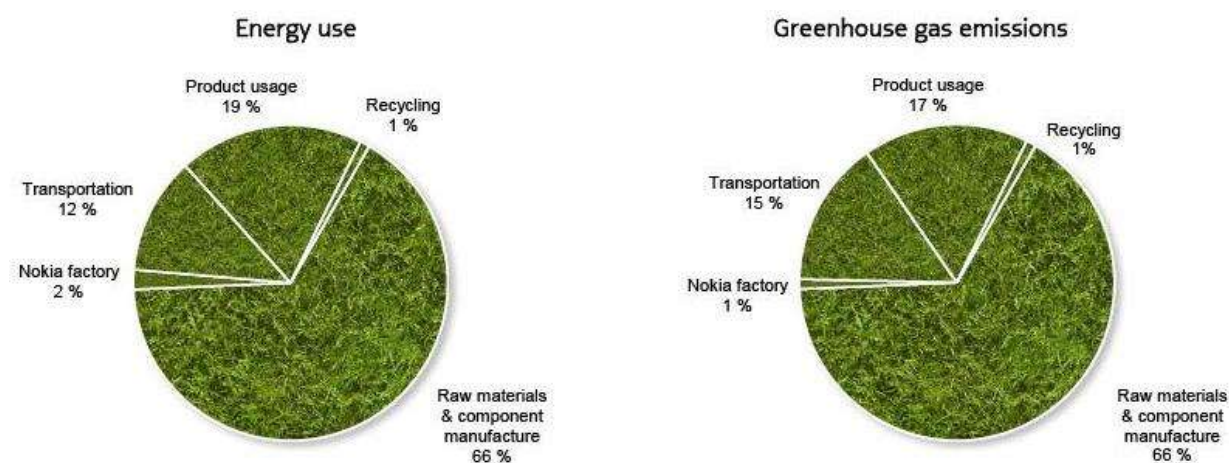 Energy use
Product usage
19 %
Recycling
1 %
Transportation
12 %
Nokia factory
2 %
Raw materials
& component
manufacture
66 %
Greenhouse gas emissions
Product usage
17 %
Recycling
1%
Transportation
15 %
Nokia factory
1 %
Raw materials
& component
manufacture
66 %